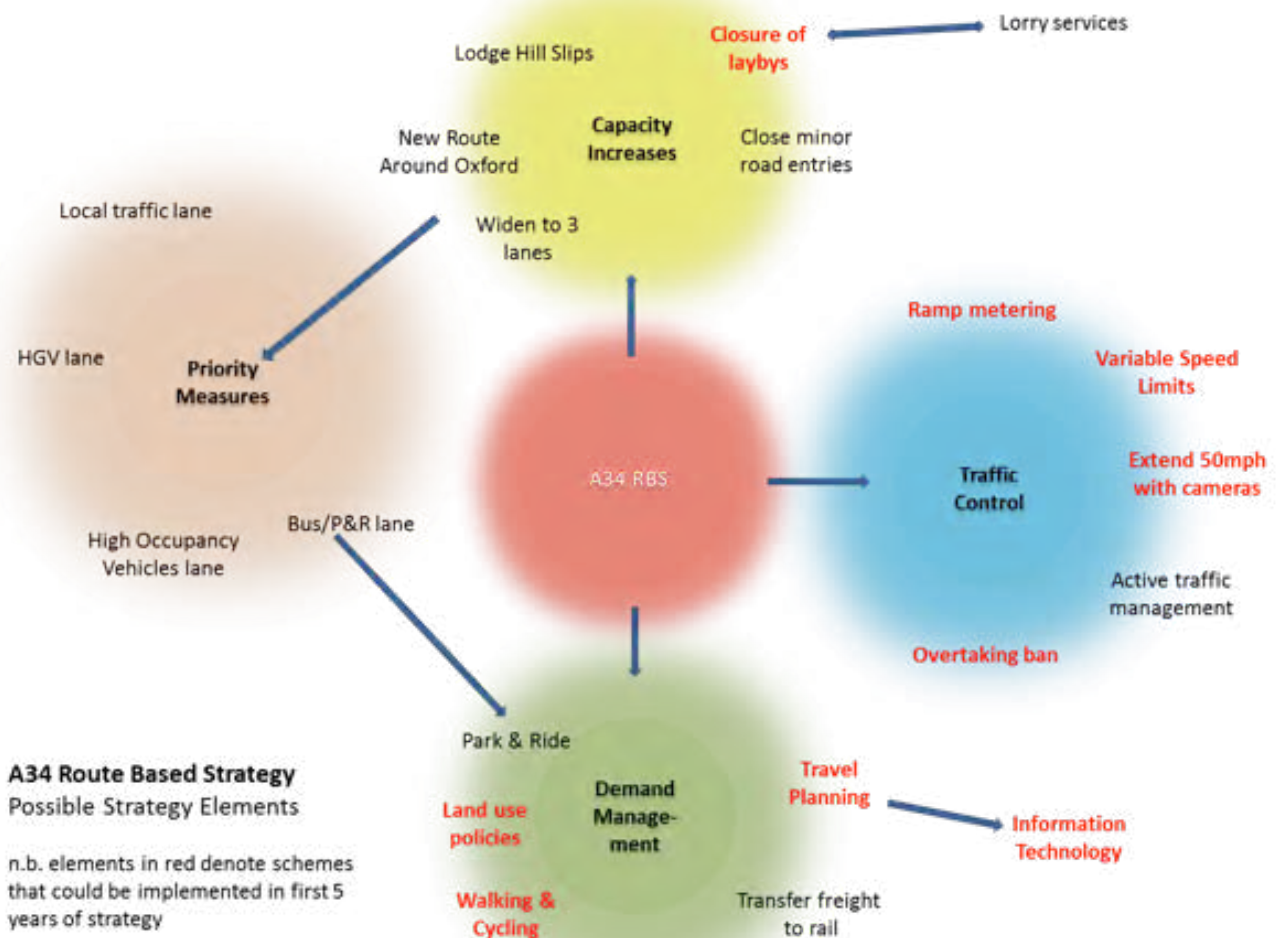 Lorry services
Closure of
laybys
Lodge Hill Slips
Capacity
Increases
New Route
Around Oxford
Close minor
road entries
Widen to 3
lanes
Local traffic lane
HGV lane
Priority
Measures
High Occupancy
Vehicles lane
Bus/P&R lane
A34 RBS
Ramp metering
Variable Speed
Limits
Extend 50mph
with cameras
Traffic
Control
Active traffic
management
Overtaking ban
Park & Ride
Demand
Manage-
ment
Land use
policies
Travel
Planning
Information
Technology
Walking &
Cycling
Transfer freight
to rail
A34 Route Based Strategy
Possible Strategy Elements
n.b. elements in red denote schemes
that could be implemented in first 5
years of strategy